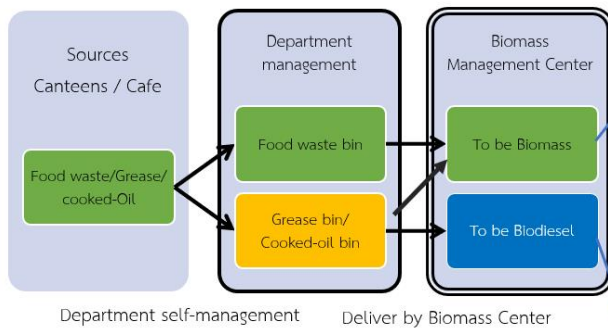 Sources
Canteens / Cafe
Food waste/Grease/
cooked-Oil
Department
management
Food waste bin
Grease bin/
Cooked-oil bin
Biomass
Management Center
To be Biomass
To be Biodiesel
Department self-management
Deliver by Biomass Center